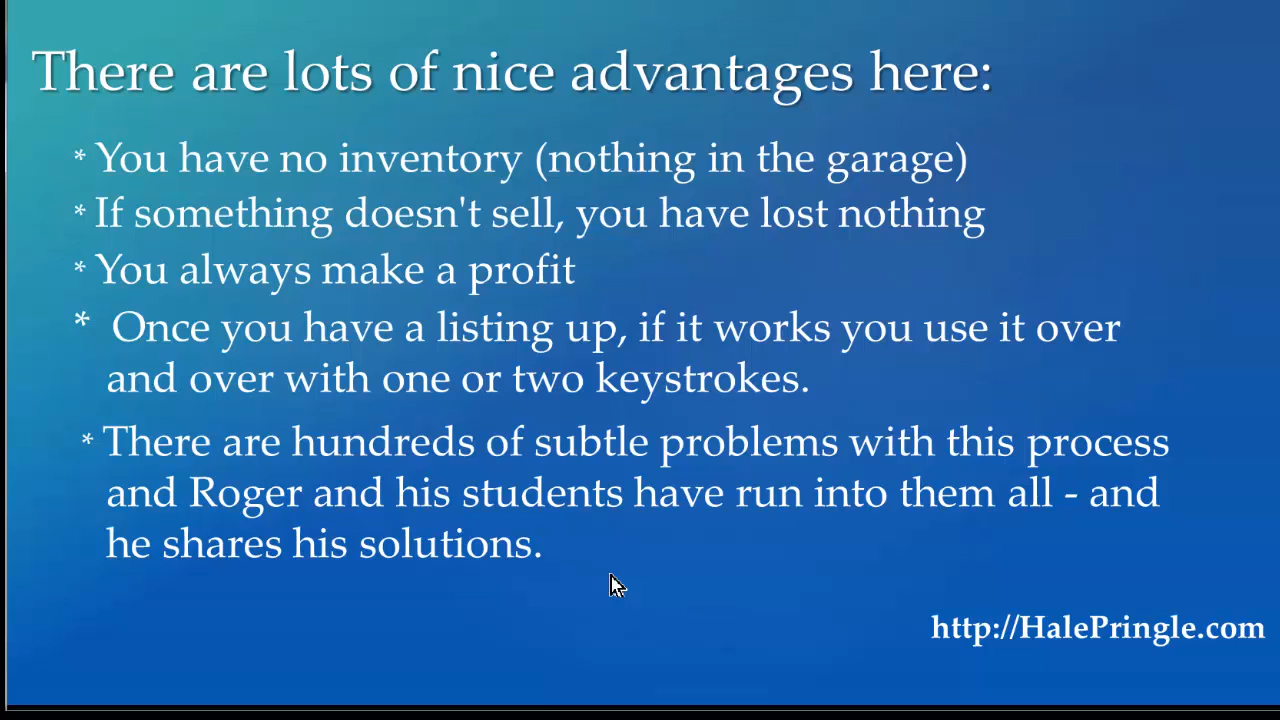 There are lots of nice advantages here:
* You have no inventory (nothing in the garage)
* If something doesn't sell, you have lost nothing
* You always make a profit
* Once you have a listing up, if it works you use it over
and over with one or two keystrokes.
* There are hundreds of subtle problems with this process
and Roger and his students have run into them all - and
he shares his solutions.
http://HalePringle.com